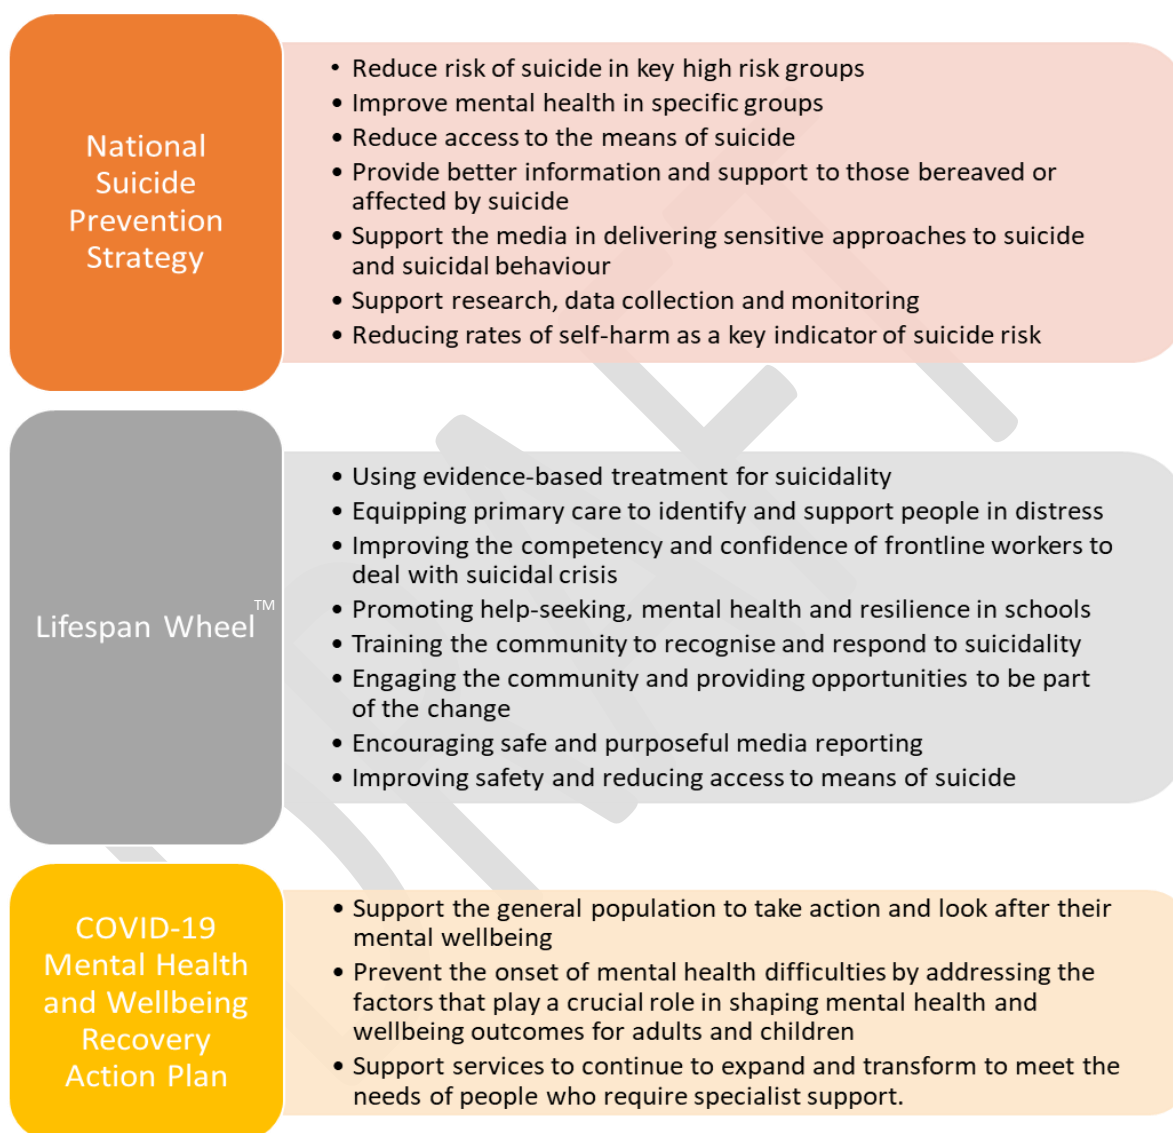 National
Suicide
Prevention
Strategy
• Reduce risk of suicide in key high risk groups
• Improve mental health in specific groups
• Reduce access to the means of suicide
• Provide better information and support to those bereaved or
affected by suicide
• Support the media in delivering sensitive approaches to suicide
and suicidal behaviour
• Support research, data collection and monitoring
• Reducing rates of self-harm as a key indicator of suicide risk
Lifespan Wheel™
• Using evidence-based treatment for suicidality
• Equipping primary care to identify and support people in distress
• Improving the competency and confidence of frontline workers to
deal with suicidal crisis
• Promoting help-seeking, mental health and resilience in schools
• Training the community to recognise and respond to suicidality
• Engaging the community and providing opportunities to be part
of the change
• Encouraging safe and purposeful media reporting
• Improving safety and reducing access to means of suicide
COVID-19
Mental Health
and Wellbeing
Recovery
Action Plan
• Support the general population to take action and look after their
mental wellbeing
• Prevent the onset of mental health difficulties by addressing the
factors that play a crucial role in shaping mental health and
wellbeing outcomes for adults and children
• Support services to continue to expand and transform to meet the
needs of people who require specialist support.
DRAFT